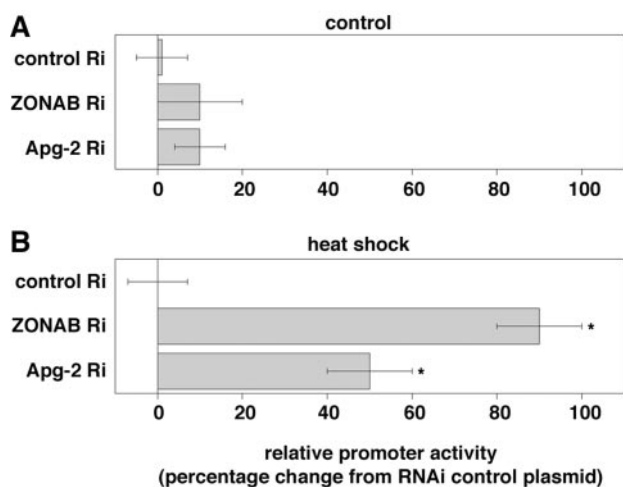 A
control
control Ri
ZONAB Ri
Apg-2 Ri
0 20 40 60 80 100
B
heat shock
control Ri
ZONAB Ri
*
Apg-2 Ri
*
0 20 40 60 80 100
relative promoter activity
(percentage change from RNAi control plasmid)